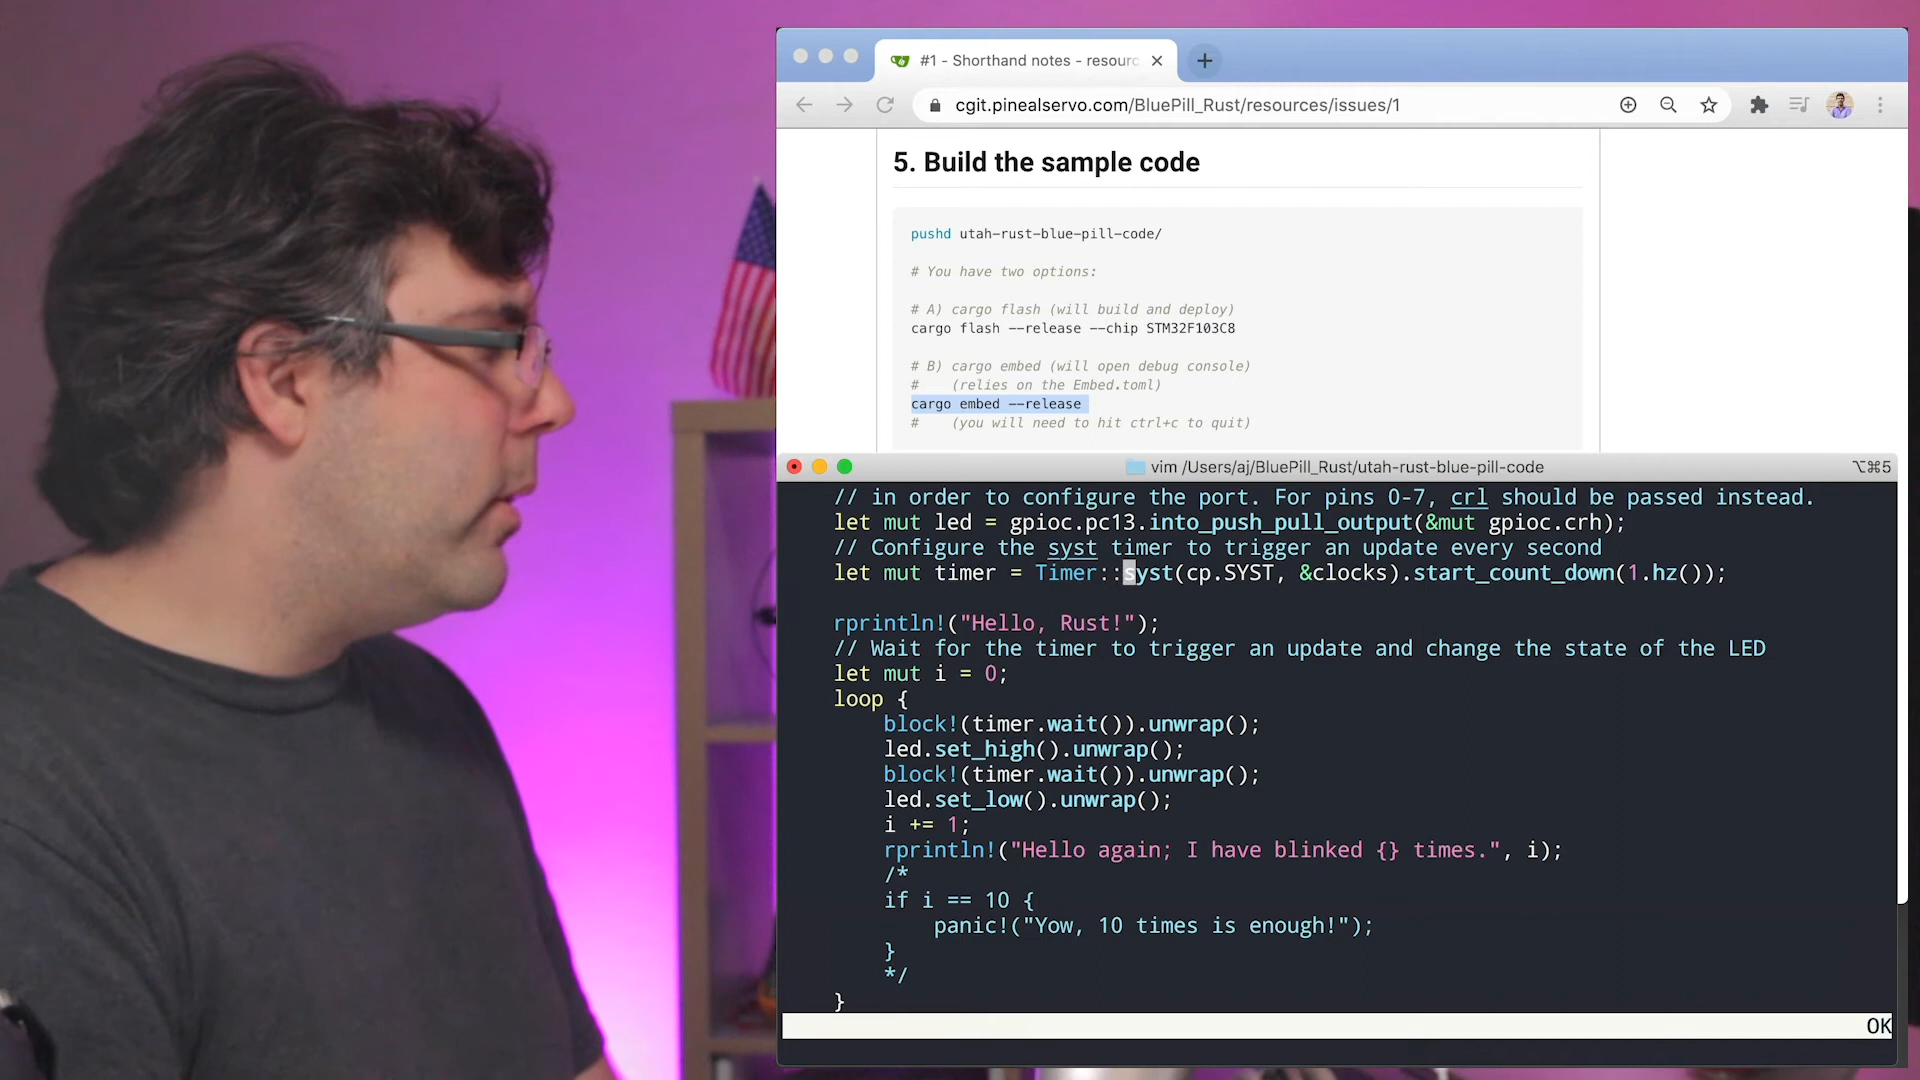 #1 - Shorthand notes - resourc
cgit.pinealservo.com/BluePill_Rust/resources/issues/1
5. Build the sample code
pushd utah-rust-blue-pill-code/
# You have two options:
# A) cargo flash (will build and deploy)
cargo flash --release --chip STM32F103C8
# B) cargo embed (will open debug console)
#    (relies on the Embed.toml)
cargo embed --release
#    (you will need to hit ctrl+c to quit)
vim /Users/aj/BluePill_Rust/utah-rust-blue-pill-code
⌥⌘5
// in order to configure the port. For pins 0-7, crl should be passed instead.
let mut led = gpioc.pc13.into_push_pull_output(&mut gpioc.crh);
// Configure the syst timer to trigger an update every second
let mut timer = Timer::syst(cp.SYST, &clocks).start_count_down(1.hz());
rprintln!("Hello, Rust!");
// Wait for the timer to trigger an update and change the state of the LED
let mut i = 0;
loop {
block!(timer.wait()).unwrap();
led.set_high().unwrap();
block!(timer.wait()).unwrap();
led.set_low().unwrap();
i += 1;
rprintln!("Hello again; I have blinked {} times.", i);
/*
if i == 10 {
panic!("Yow, 10 times is enough!");
}
*/
}
OK